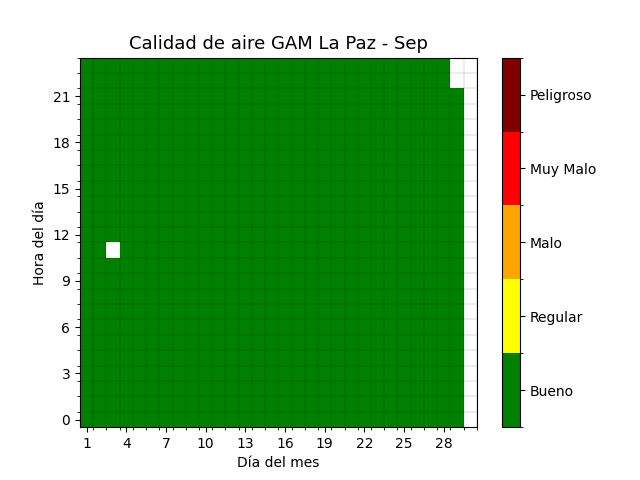 Calidad de aire GAM La Paz - Sep
Hora del día
21
18
15
12
9
6
3
0
1 4 7 10 13 16 19 22 25 28
Día del mes
Peligroso
Muy Malo
Malo
Regular
Bueno